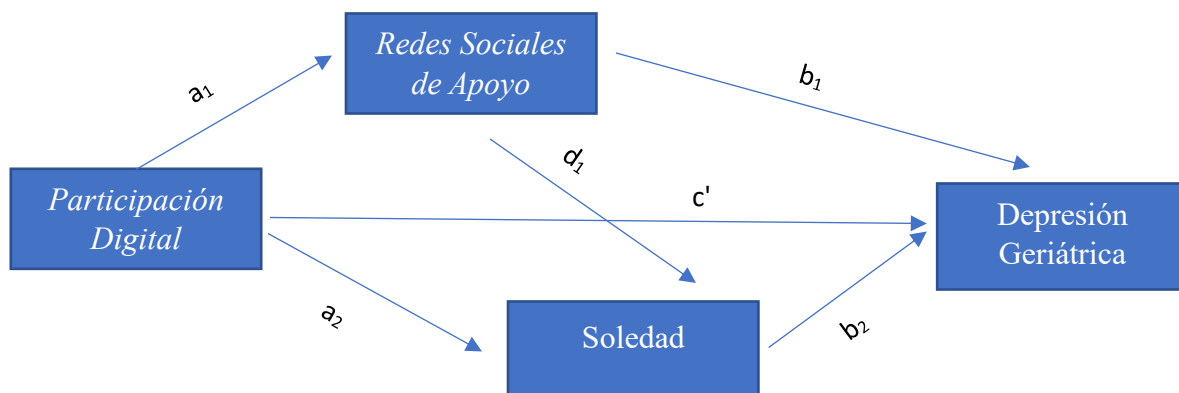 Redes Sociales
de Apoyo
a₁
b₁
d₁
Participación
Digital
c'
Depresión
Geriátrica
a₂
Soledad
b₂